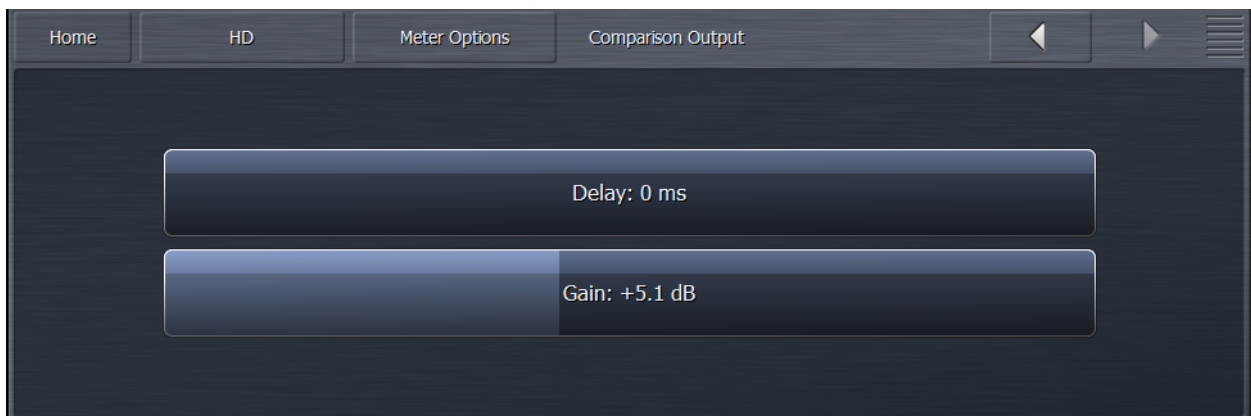 Home HD Meter Options Comparison Output
Delay: 0 ms
Gain: +5.1 dB